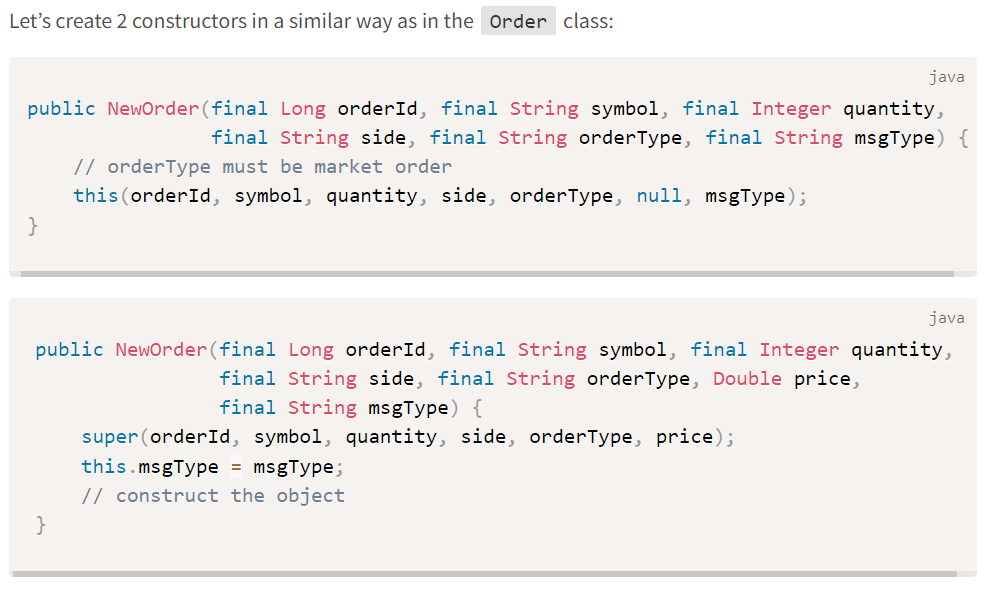 Let's create 2 constructors in a similar way as in the Order class:
java
public NewOrder(final Long orderId, final String symbol, final Integer quantity,
final String side, final String orderType, final String msgType) {
// orderType must be market order
this(orderId, symbol, quantity, side, orderType, null, msgType);
}
java
public NewOrder(final Long orderId, final String symbol, final Integer quantity,
final String side, final String orderType, Double price,
final String msgType) {
super(orderId, symbol, quantity, side, orderType, price);
this.msgType = msgType;
// construct the object
}